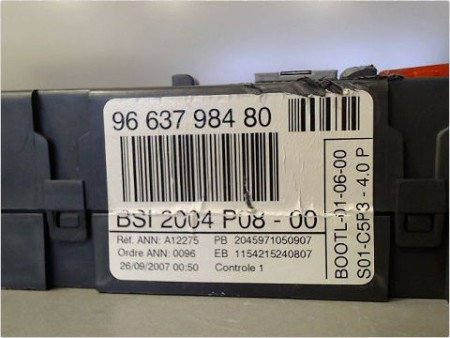 96 637 984 80
BSI 2004 P08 - 00
Réf. ANN: A12275 PB 2045971050907
Ordre ANN: 0096 EB 1154215240807
26/09/2007 00:50 Controle 1
BOOTL-01-06-00
S01-C5P3 - 4.0 P